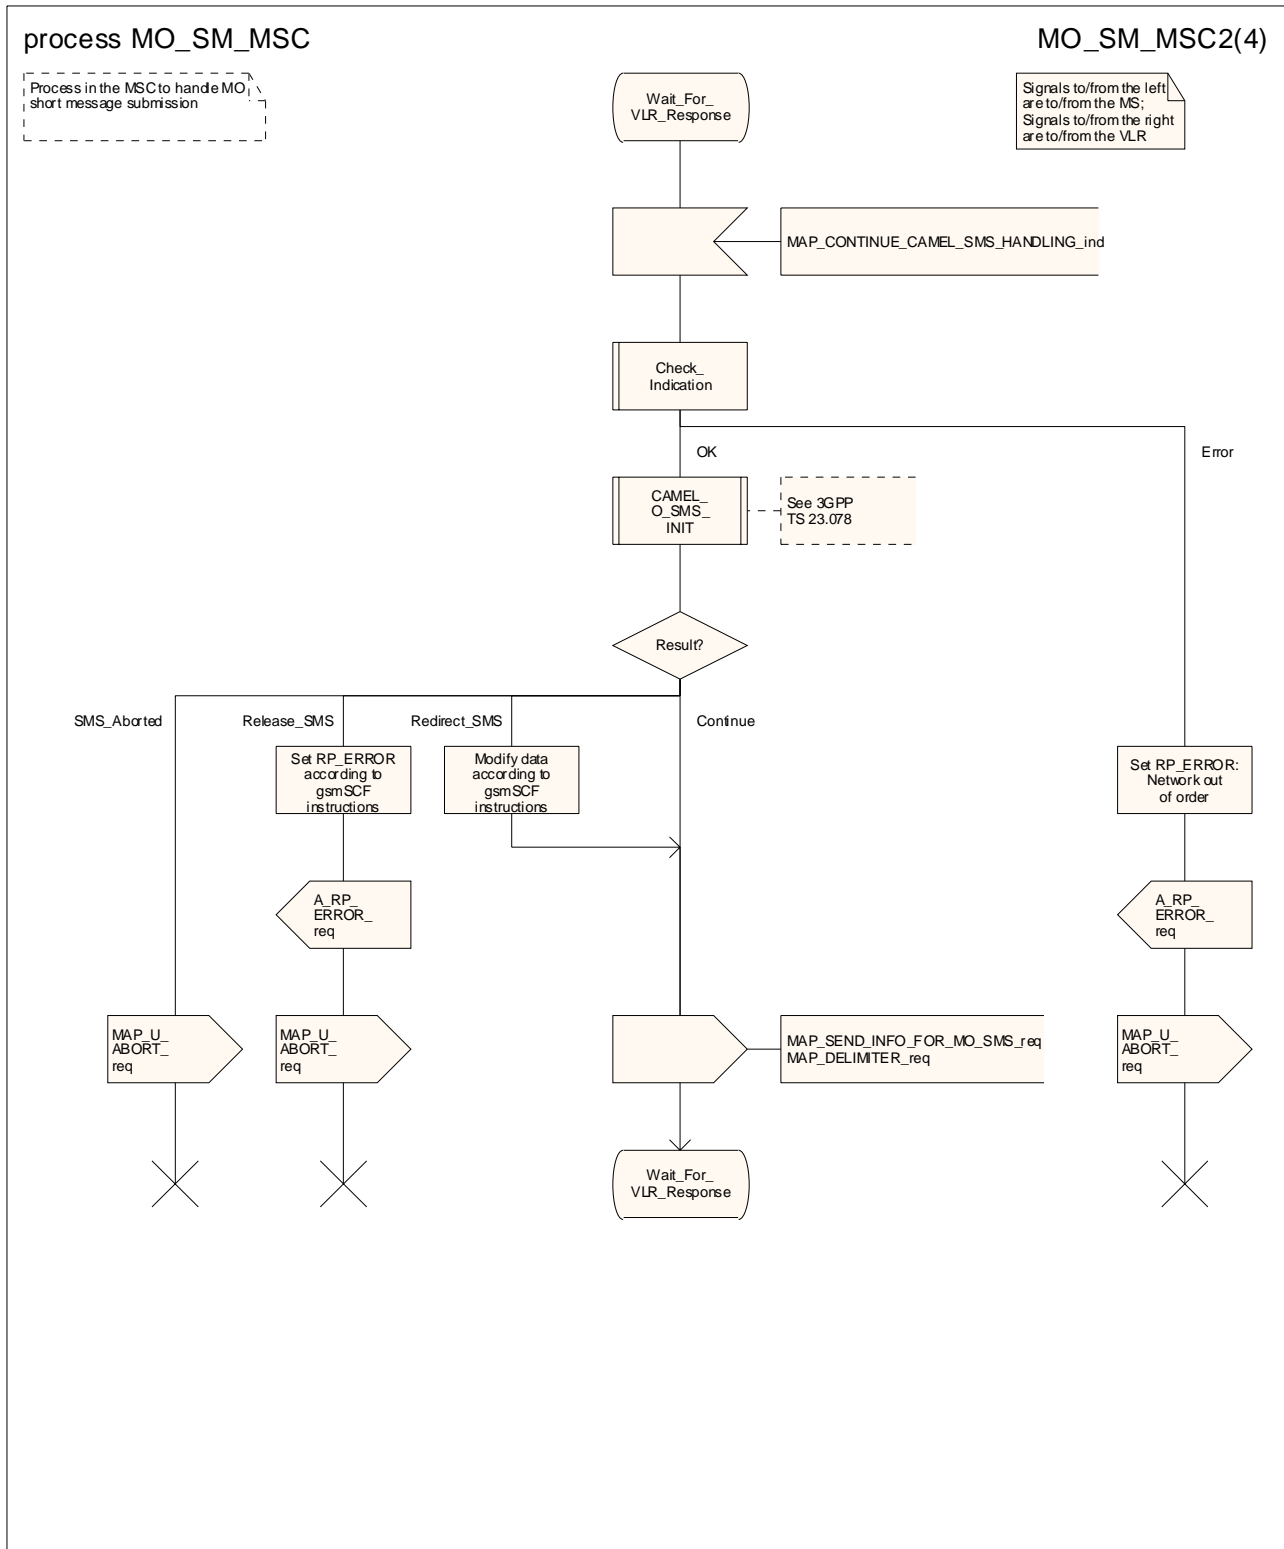 process MO_SM_MSC
MO_SM_MSC2(4)
Process in the MSC to handle MO
short message submission
Wait_For_
VLR_Response
Signals to/from the left
are to/from the MS;
Signals to/from the right
are to/from the VLR
MAP_CONTINUE_CAMEL_SMS_HANDLING_ind
Check_
Indication
OK
Error
CAMEL_
O_SMS_
INIT
See 3GPP
TS 23.078
Result?
SMS_Aborted
Release_SMS
Redirect_SMS
Continue
Set RP_ERROR
according to
gsmSCF
instructions
Modify data
according to
gsmSCF
instructions
Set RP_ERROR:
Network out
of order
A_RP_
ERROR_
req
A_RP_
ERROR_
req
MAP_U_
ABORT_
req
MAP_U_
ABORT_
req
MAP_SEND_INFO_FOR_MO_SMS_req
MAP_DELIMITER_req
MAP_U_
ABORT_
req
Wait_For_
VLR_Response